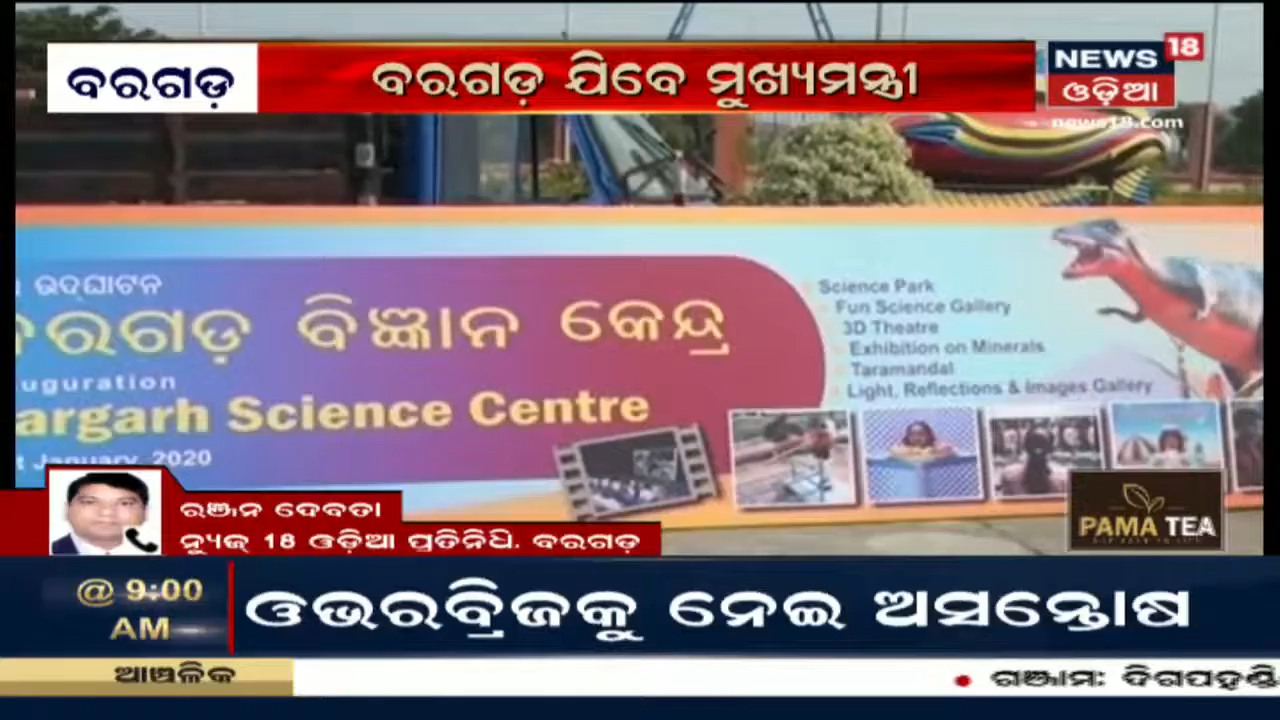 ବରଗଡ଼
ବରଗଡ଼ ଯିବେ ମୁଖ୍ୟମନ୍ତ୍ରୀ
NEWS 18
ଓଡ଼ିଆ
news18.com
ଉଦ୍‌ଘାଟନ
ବରଗଡ଼ ବିଜ୍ଞାନ କେନ୍ଦ୍ର
uguration
argarh Science Centre
t January, 2020
Science Park
Fun Science Gallery
3D Theatre
Exhibition on Minerals
Taramandal
Light, Reflections & Images Gallery
PAMA TEA
ରଞ୍ଜନ ଦେବତା
ନ୍ୟୁଜ୍ 18 ଓଡ଼ିଆ ପ୍ରତିନିଧି. ବରଗଡ଼
@ 9:00
AM
ଓଭରବ୍ରିଜକୁ ନେଇ ଅସନ୍ତୋଷ
ଆଞ୍ଚଳିକ
• ଗଞ୍ଜାମ: ଦିଗପହଣ୍ଡି